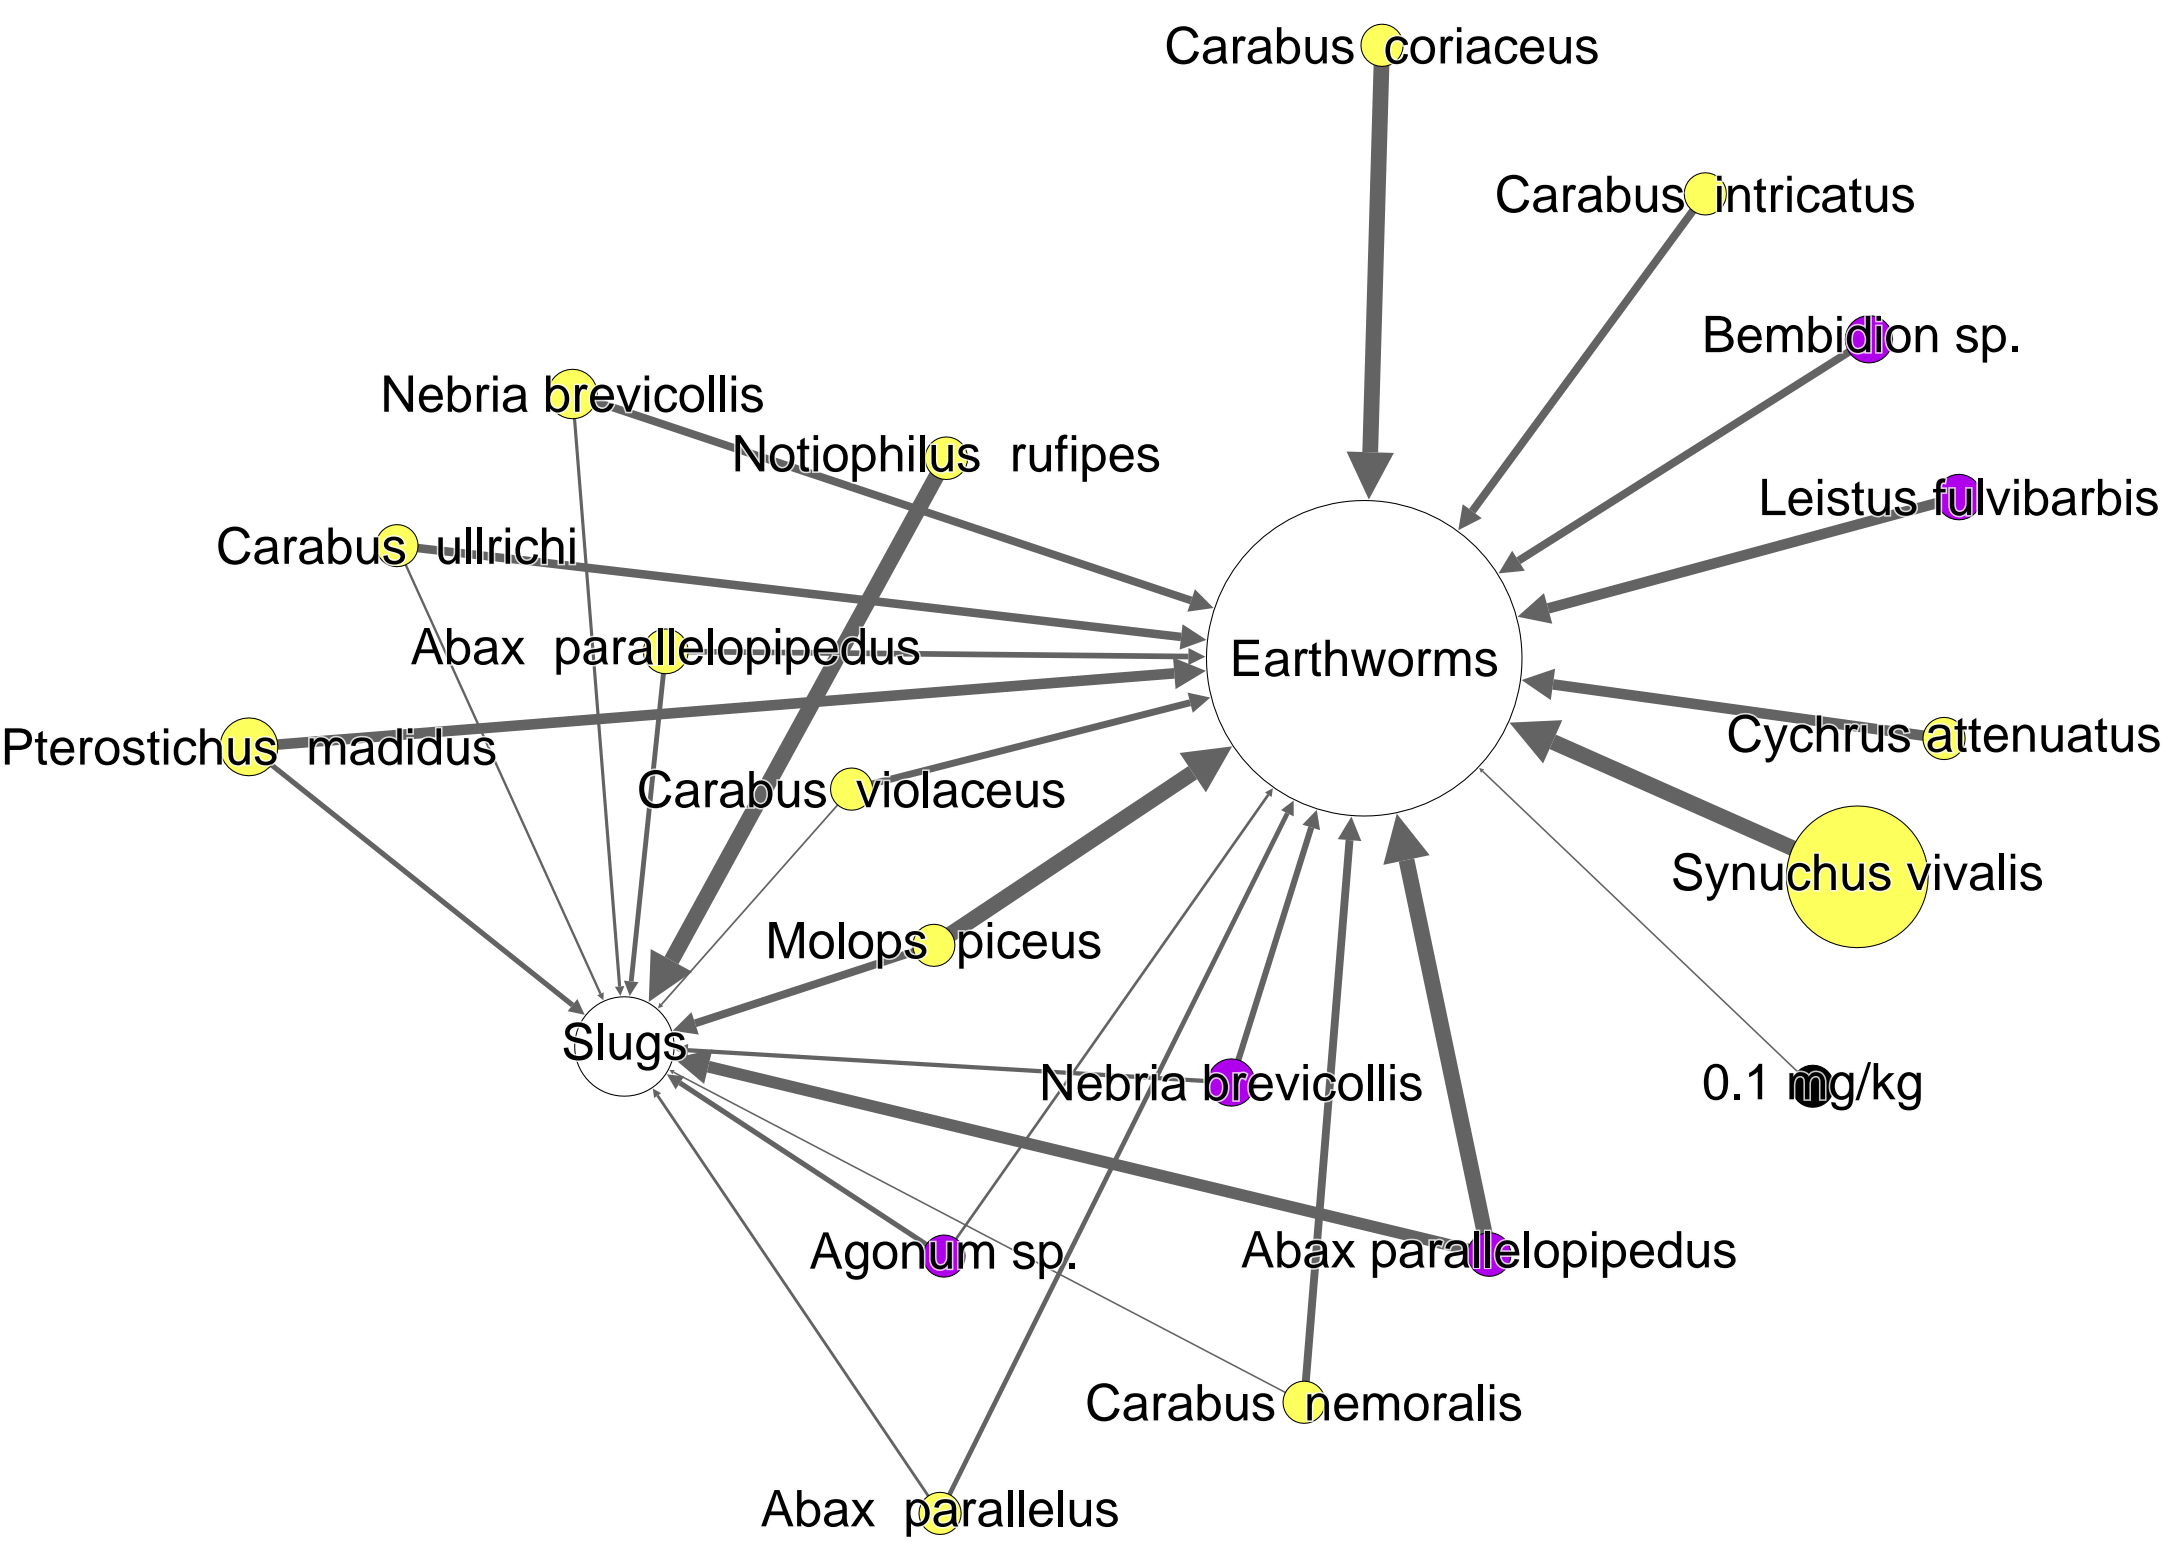 Carabus coriaceus
Carabus intricatus
Bembidion sp.
Nebria brevicollis
Notiophilus rufipes
Leistus fulvibarbis
Carabus ullrichi
Abax parallelopipedus
Earthworms
Pterostichus madidus
Cychrus attenuatus
Carabus violaceus
Synuchus vivalis
Molops piceus
Slugs
Nebria brevicollis
0.1 mg/kg
Agonum sp.
Abax parallelopipedus
Carabus nemoralis
Abax parallelus